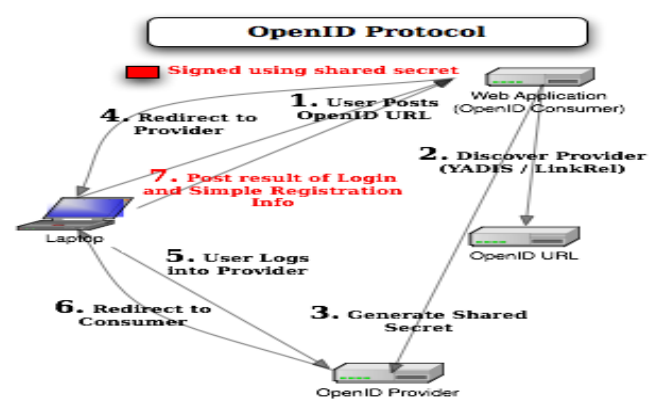 OpenID Protocol
Signed using shared secret
1. User Posts
OpenID URL
Web Application
(OpenID Consumer)
4. Redirect to
Provider
2. Discover Provider
(YADIS / LinkRel)
7. Post result of Login
and Simple Registration
Info
Laptop
OpenID URL
5. User Logs
into Provider
6. Redirect to
Consumer
3. Generate Shared
Secret
OpenID Provider